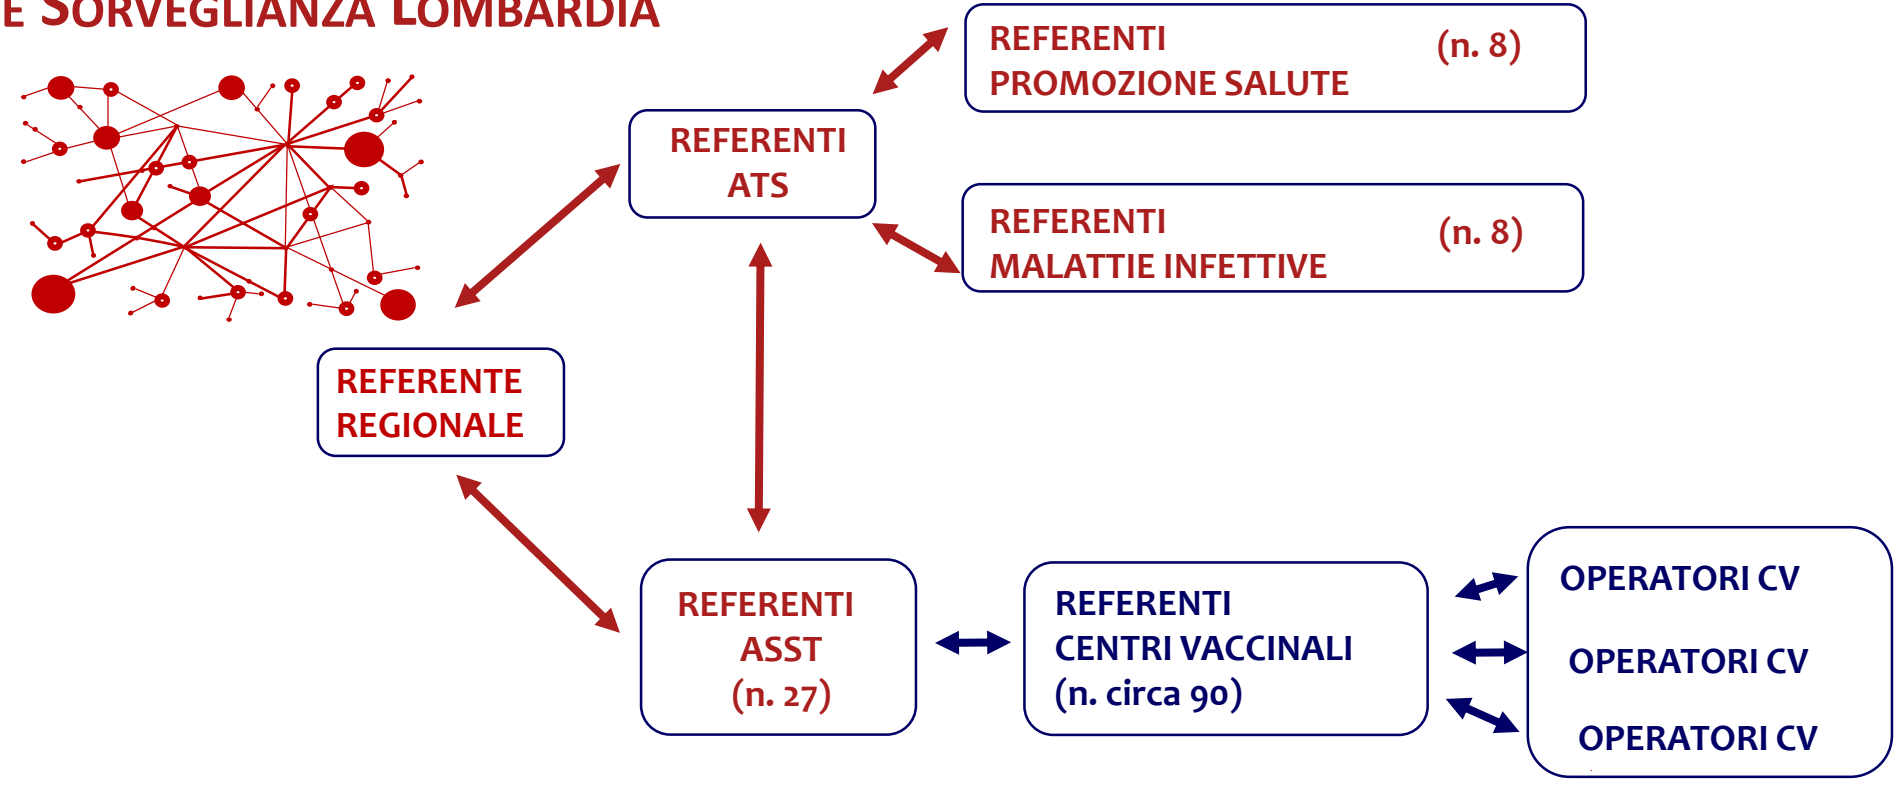 E SORVEGLIANZA LOMBARDIA
REFERENTI (n. 8)
PROMOZIONE SALUTE
REFERENTI
ATS
REFERENTI (n. 8)
MALATTIE INFETTIVE
REFERENTE
REGIONALE
REFERENTI
ASST
(n. 27)
REFERENTI
CENTRI VACCINALI
(n. circa 90)
OPERATORI CV
OPERATORI CV
OPERATORI CV